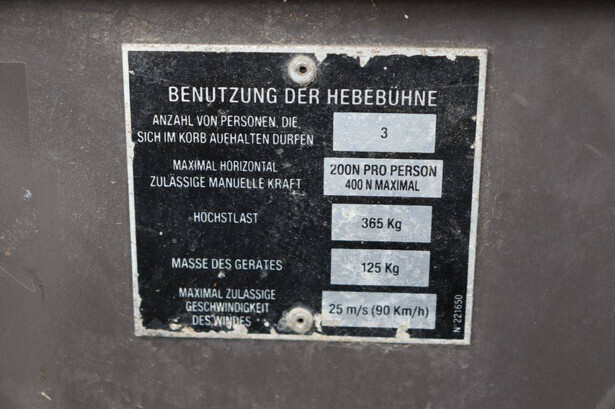 BENUTZUNG DER HEBEBÜHNE
ANZAHL VON PERSONEN, DIE
SICH IM KORB AUEHALTEN DÜRFEN
3
MAXIMAL HORIZONTAL
ZULÄSSIGE MANUELLE KRAFT
200N PRO PERSON
400 N MAXIMAL
HÖCHSTLAST
365 Kg
MASSE DES GERÄTES
125 Kg
MAXIMAL ZULÄSSIGE
GESCHWINDIGKEIT
DES WINDES
25 m/s (90 Km/h)
N°221650